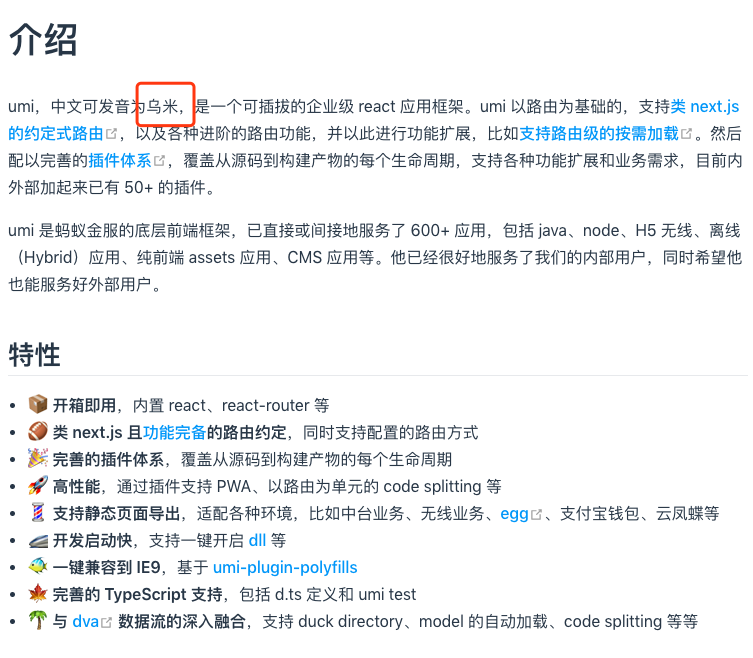 介绍
umi，中文可发音为乌米，是一个可插拔的企业级 react 应用框架。umi 以路由为基础的，支持类 next.js
的约定式路由，以及各种进阶的路由功能，并以此进行功能扩展，比如支持路由级的按需加载。然后
配以完善的插件体系，覆盖从源码到构建产物的每个生命周期，支持各种功能扩展和业务需求，目前内
外部加起来已有 50+ 的插件。
umi 是蚂蚁金服的底层前端框架，已直接或间接地服务了 600+ 应用，包括 java、node、H5 无线、离线
（Hybrid）应用、纯前端 assets 应用、CMS 应用等。他已经很好地服务了我们的内部用户，同时希望他
也能服务好外部用户。
特性
📦 开箱即用，内置 react、react-router 等
🏈 类 next.js 且功能完备的路由约定，同时支持配置的路由方式
🎉 完善的插件体系，覆盖从源码到构建产物的每个生命周期
🚀 高性能，通过插件支持 PWA、以路由为单元的 code splitting 等
💈 支持静态页面导出，适配各种环境，比如中台业务、无线业务、egg、支付宝钱包、云凤蝶等
🚄 开发启动快，支持一键开启 dll 等
🐠 一键兼容到 IE9，基于 umi-plugin-polyfills
🍁 完善的 TypeScript 支持，包括 d.ts 定义和 umi test
🌴 与 dva 数据流的深入融合，支持 duck directory、model 的自动加载、code splitting 等等